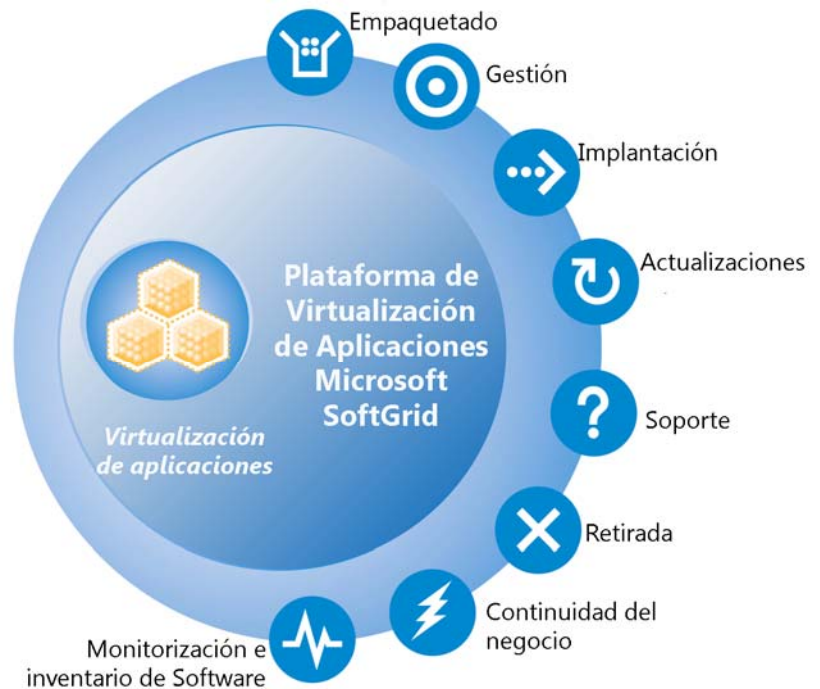 Empaquetado
Gestión
Implantación
Actualizaciones
Soporte
Retirada
Continuidad del
negocio
Monitorización e
inventario de Software
Plataforma de
Virtualización
de Aplicaciones
Microsoft
SoftGrid
Virtualización
de aplicaciones